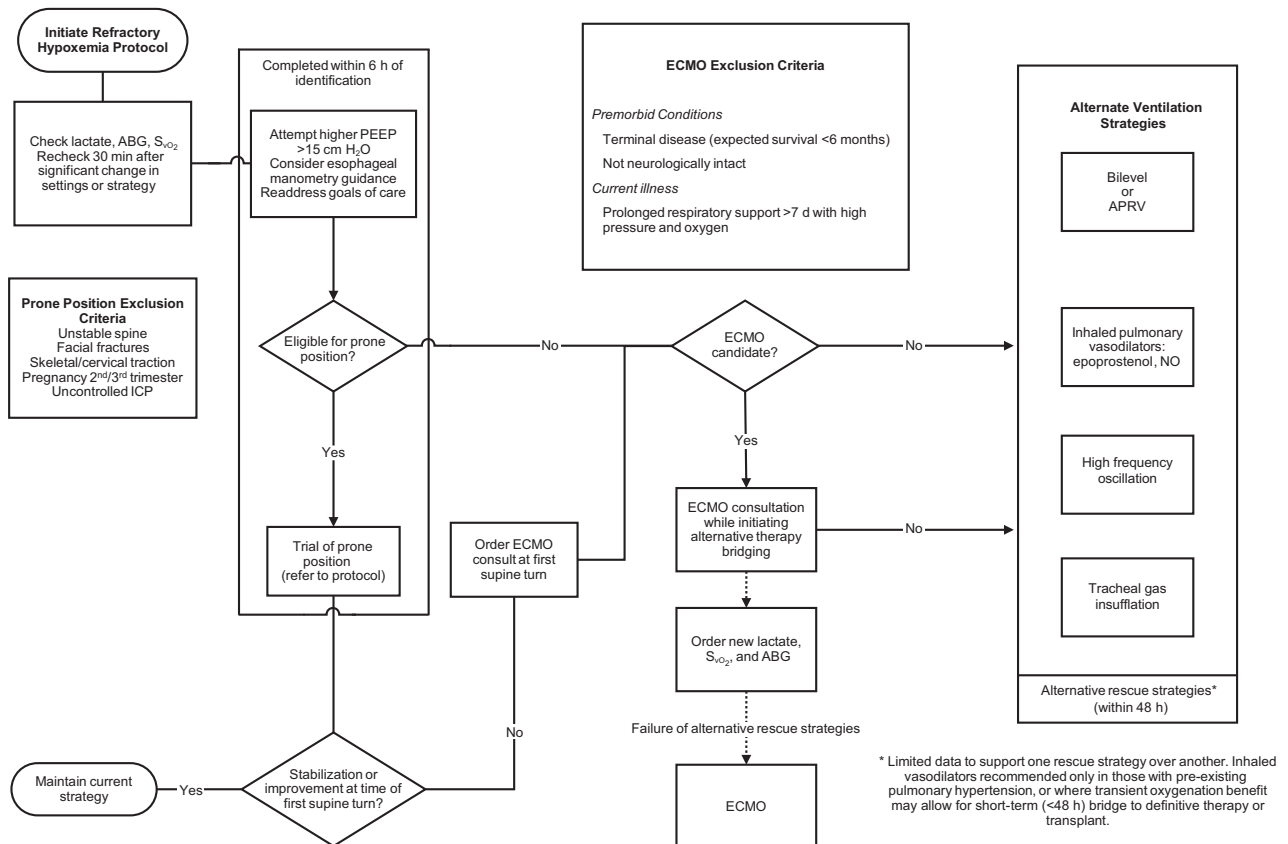 Initiate Refractory
Hypoxemia Protocol
Check lactate, ABG, SvO2
Recheck 30 min after
significant change in
settings or strategy
Prone Position Exclusion
Criteria
Unstable spine
Facial fractures
Skeletal/cervical traction
Pregnancy 2nd/3rd trimester
Uncontrolled ICP
Completed within 6 h of
identification
Attempt higher PEEP
>15 cm H2O
Consider esophageal
manometry guidance
Readdress goals of care
Eligible for prone
position?
No
Yes
Trial of prone
position
(refer to protocol)
Stabilization or
improvement at time of
first supine turn?
Yes
Maintain current
strategy
No
Order ECMO
consult at first
supine turn
ECMO Exclusion Criteria
Premorbid Conditions
Terminal disease (expected survival <6 months)
Not neurologically intact
Current illness
Prolonged respiratory support >7 d with high
pressure and oxygen
ECMO
candidate?
No
Yes
ECMO consultation
while initiating
alternative therapy
bridging
No
Order new lactate,
SvO2, and ABG
Failure of alternative rescue strategies
ECMO
Alternate Ventilation
Strategies
Bilevel
or
APRV
Inhaled pulmonary
vasodilators:
epoprostenol, NO
High frequency
oscillation
Tracheal gas
insufflation
Alternative rescue strategies*
(within 48 h)
* Limited data to support one rescue strategy over another. Inhaled
vasodilators recommended only in those with pre-existing
pulmonary hypertension, or where transient oxygenation benefit
may allow for short-term (<48 h) bridge to definitive therapy or
transplant.